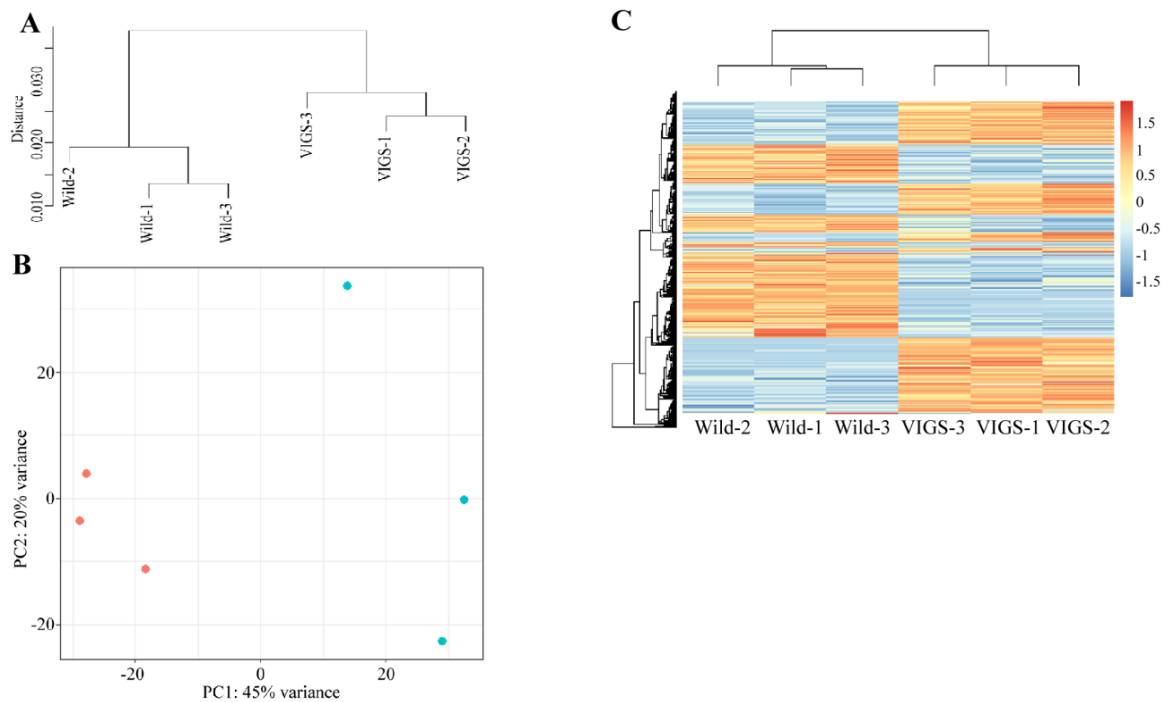 A
Distance
0.030
0.020
0.010
Wild-2
Wild-1
Wild-3
VIGS-3
VIGS-1
VIGS-2
B
PC2: 20% variance
20
0
-20
-20
0
20
PC1: 45% variance
C
1.5
1
0.5
0
-0.5
-1
-1.5
Wild-2 Wild-1 Wild-3 VIGS-3 VIGS-1 VIGS-2